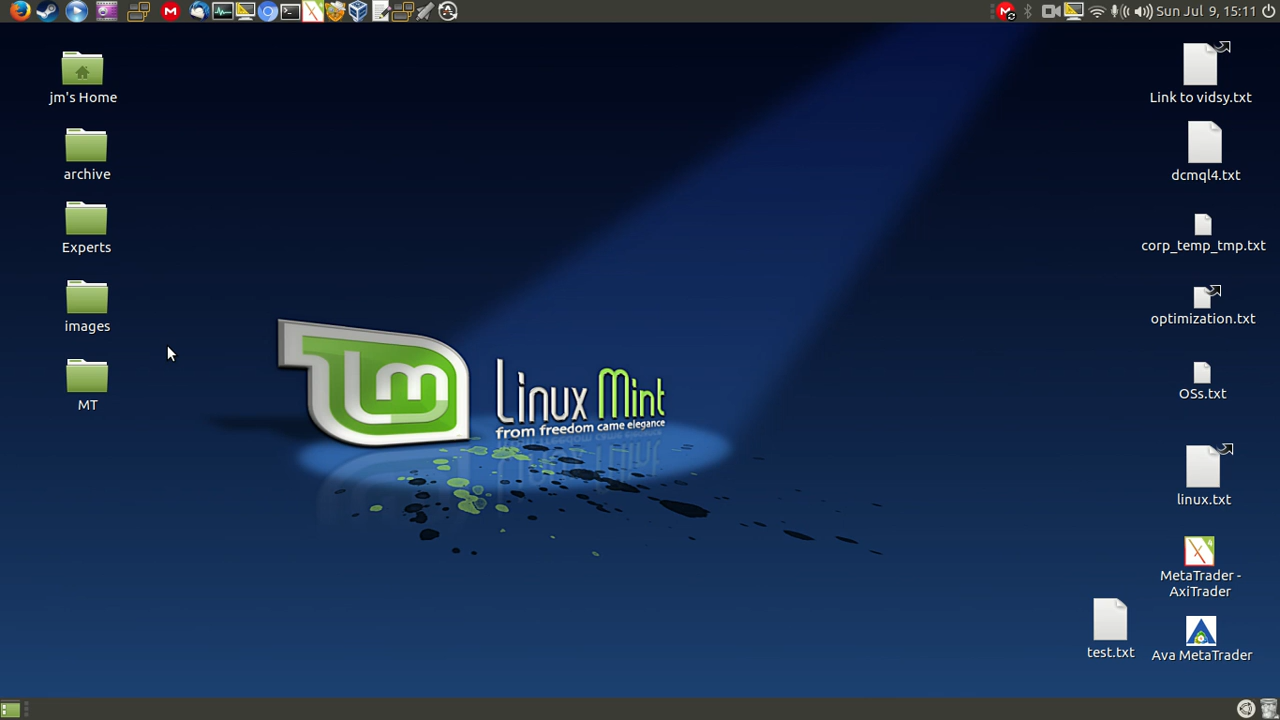 Sun Jul 9, 15:11
jm's Home
archive
Experts
images
MT
Linux Mint
from freedom came elegance
Link to vidsy.txt
dcmql4.txt
corp_temp_tmp.txt
optimization.txt
OSs.txt
linux.txt
MetaTrader -
AxiTrader
test.txt
Ava MetaTrader